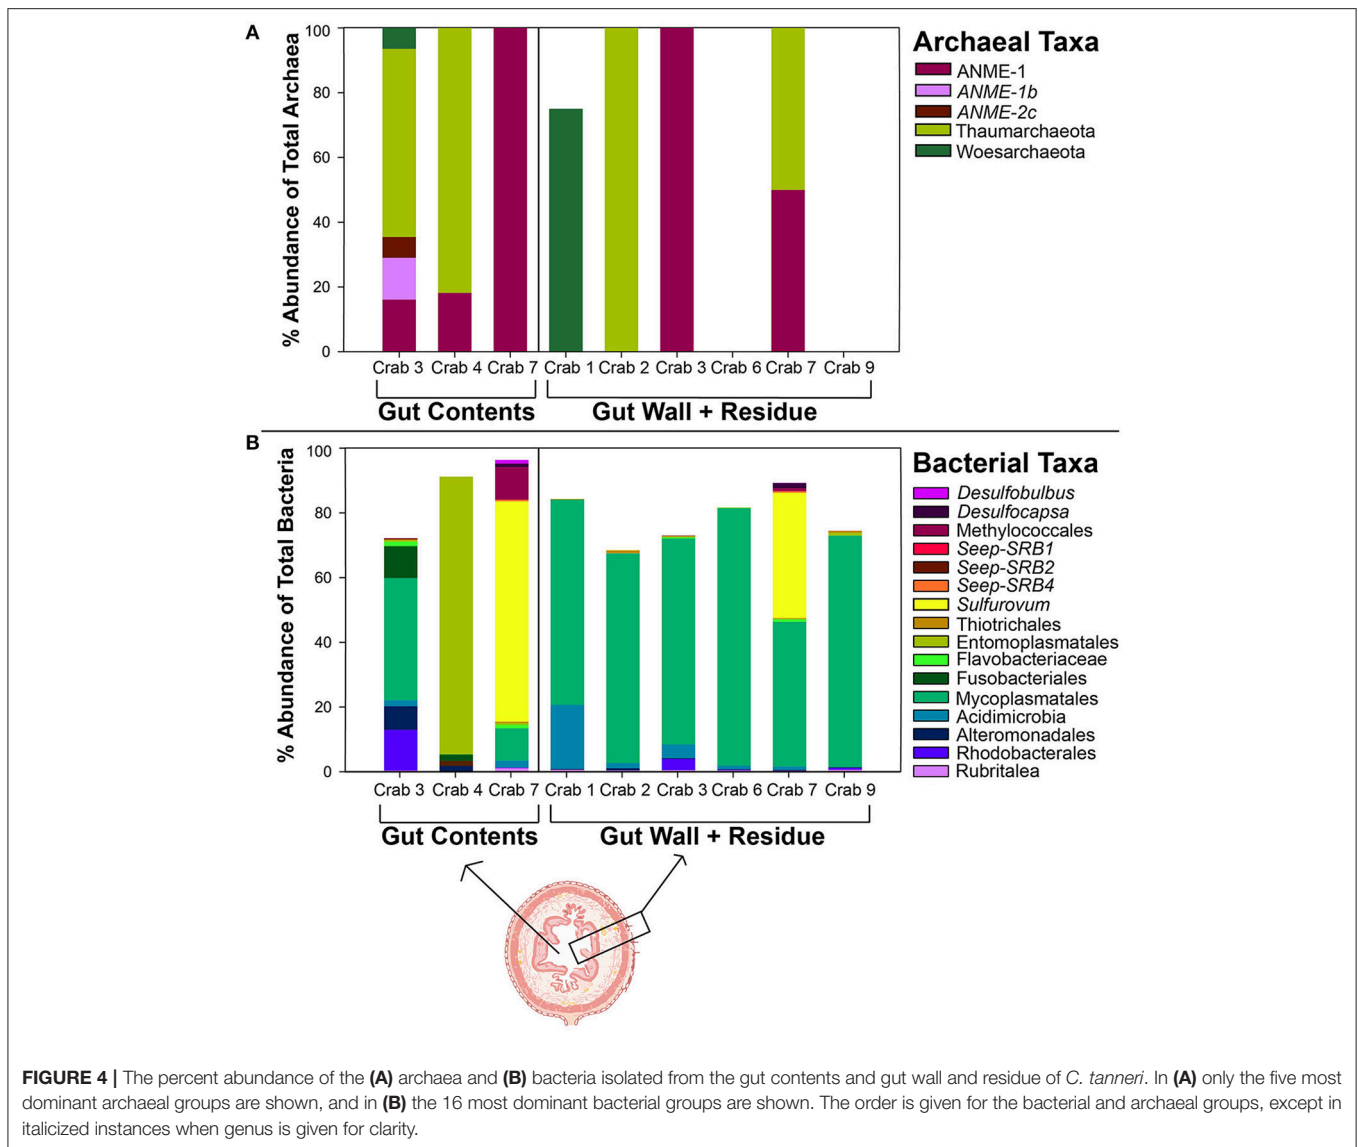 A
% Abundance of Total Archaea
100
80
60
40
20
0
Crab 3 Crab 4 Crab 7 Crab 1 Crab 2 Crab 3 Crab 6 Crab 7 Crab 9
Gut Contents Gut Wall + Residue
Archaeal Taxa
ANME-1
ANME-1b
ANME-2c
Thaumarchaeota
Woesarchaeota
B
% Abundance of Total Bacteria
100
80
60
40
20
0
Crab 3 Crab 4 Crab 7 Crab 1 Crab 2 Crab 3 Crab 6 Crab 7 Crab 9
Gut Contents Gut Wall + Residue
Bacterial Taxa
Desulfobulbus
Desulfocapsa
Methylococcales
Seep-SRB1
Seep-SRB2
Seep-SRB4
Sulfurovum
Thiotrichales
Entomoplasmatales
Flavobacteriaceae
Fusobacteriales
Mycoplasmatales
Acidimicrobia
Alteromonadales
Rhodobacterales
Rubritalea
FIGURE 4 | The percent abundance of the (A) archaea and (B) bacteria isolated from the gut contents and gut wall and residue of C. tanneri. In (A) only the five most
dominant archaeal groups are shown, and in (B) the 16 most dominant bacterial groups are shown. The order is given for the bacterial and archaeal groups, except in
italicized instances when genus is given for clarity.